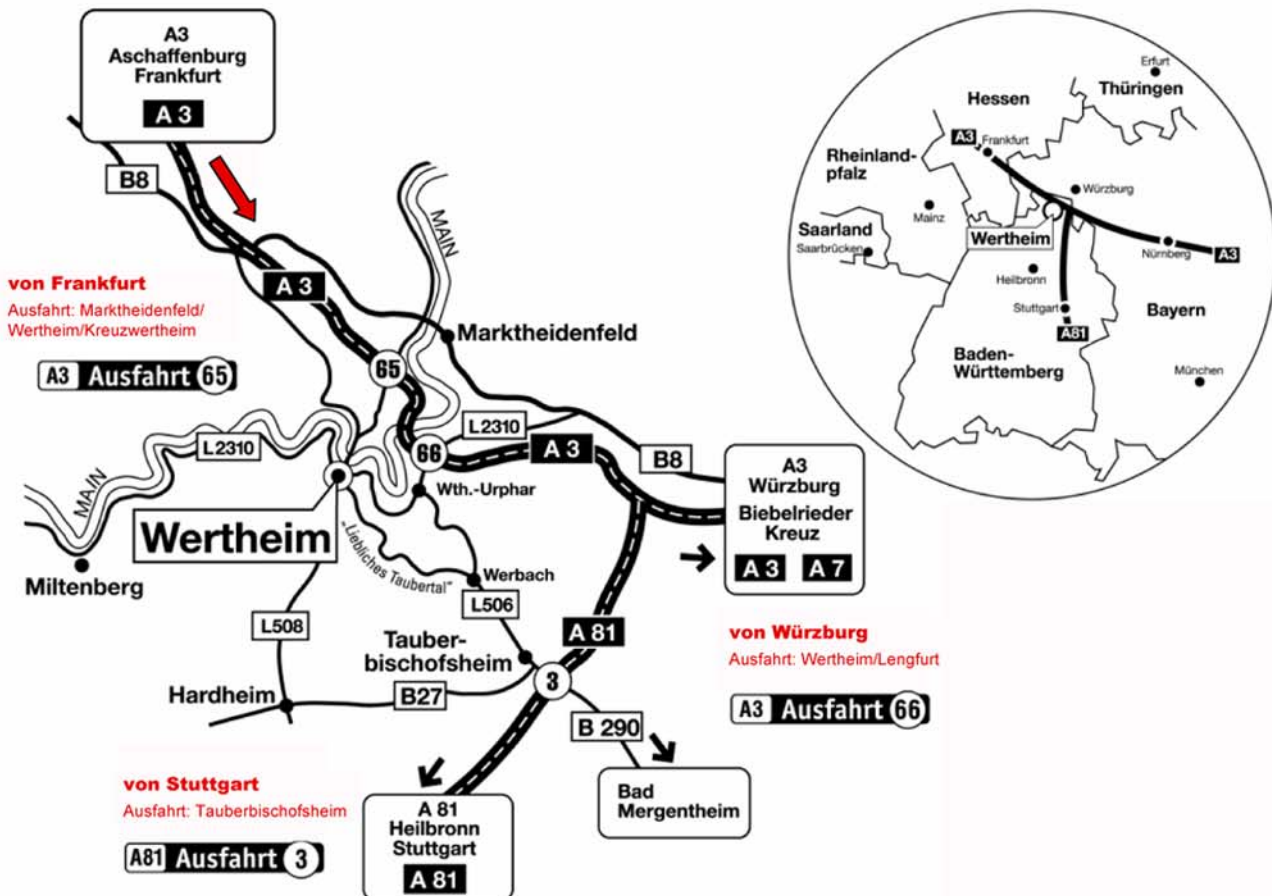 A3
Aschaffenburg
Frankfurt
A 3
B8
MAIN
von Frankfurt
Ausfahrt: Marktheidenfeld/
Wertheim/Kreuzwertheim
A3 Ausfahrt 65
A 3
Marktheidenfeld
65
66
L2310
A 3
B8
L2310
MAIN
Wth.-Urphar
Wertheim
Miltenberg
„Liebliches Taubertal“
Werbach
L506
L508
Tauber-
bischofsheim
Hardheim
B27
3
A 81
B 290
A3
Würzburg
Biebelrieder
Kreuz
A 3 A 7
von Würzburg
Ausfahrt: Wertheim/Lengfurt
A3 Ausfahrt 66
von Stuttgart
Ausfahrt: Tauberbischofsheim
A81 Ausfahrt 3
A 81
Heilbronn
Stuttgart
A 81
Bad
Mergentheim
Erfurt
Thüringen
Hessen
A3
Frankfurt
Rheinland-
pfalz
Würzburg
Mainz
Saarland
Saarbrücken
Wertheim
Nürnberg
A3
Heilbronn
Stuttgart
A81
Bayern
Baden-
Württemberg
München